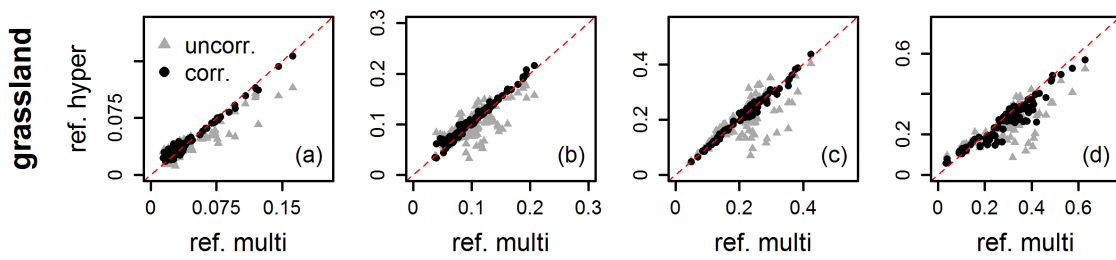 grassland
ref. hyper
uncorr.
corr.
0 0.075
(a)
0 0.075 0.15
ref. multi
0 0.1 0.2 0.3
(b)
0 0.1 0.2 0.3
ref. multi
0 0.2 0.4
(c)
0 0.2 0.4
ref. multi
0 0.2 0.6
(d)
0 0.2 0.4 0.6
ref. multi